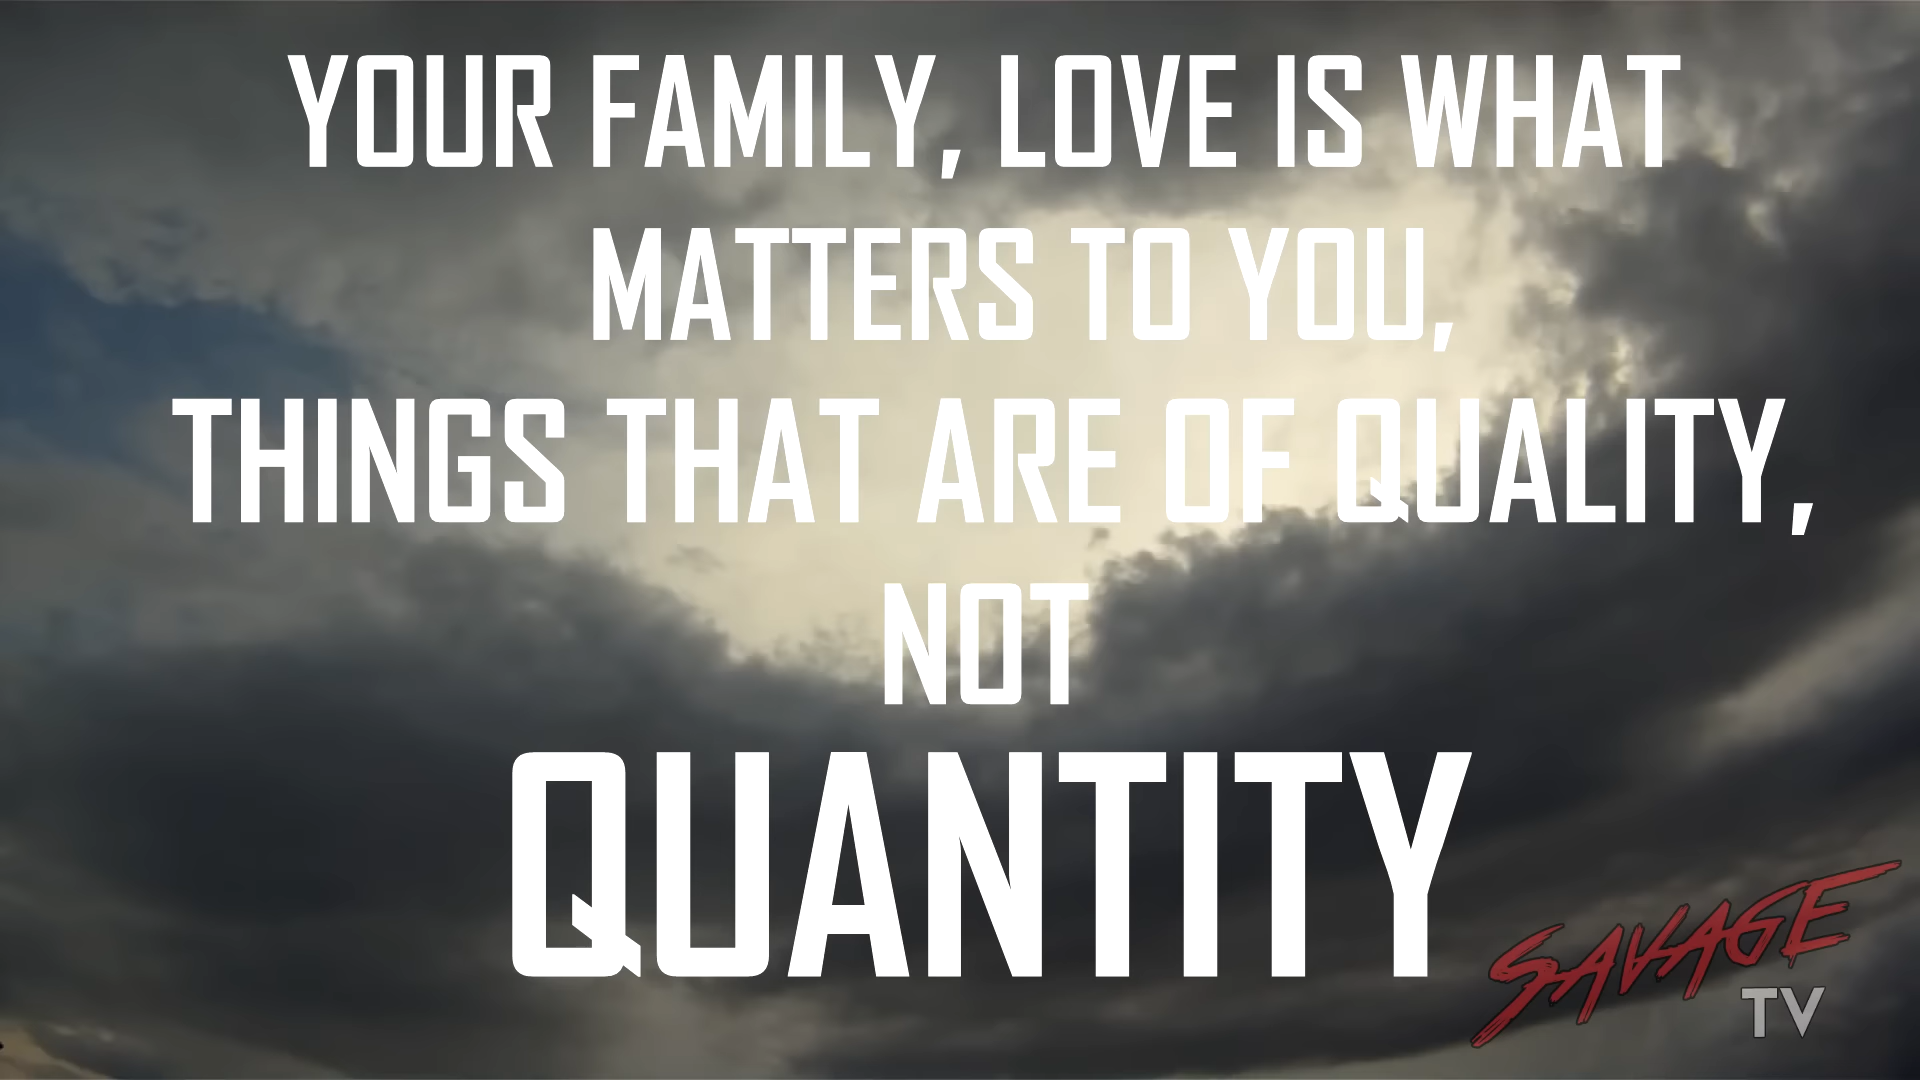 YOUR FAMILY, LOVE IS WHAT
MATTERS TO YOU,
THINGS THAT ARE OF QUALITY,
NOT
QUANTITY
SAVAGE
TV